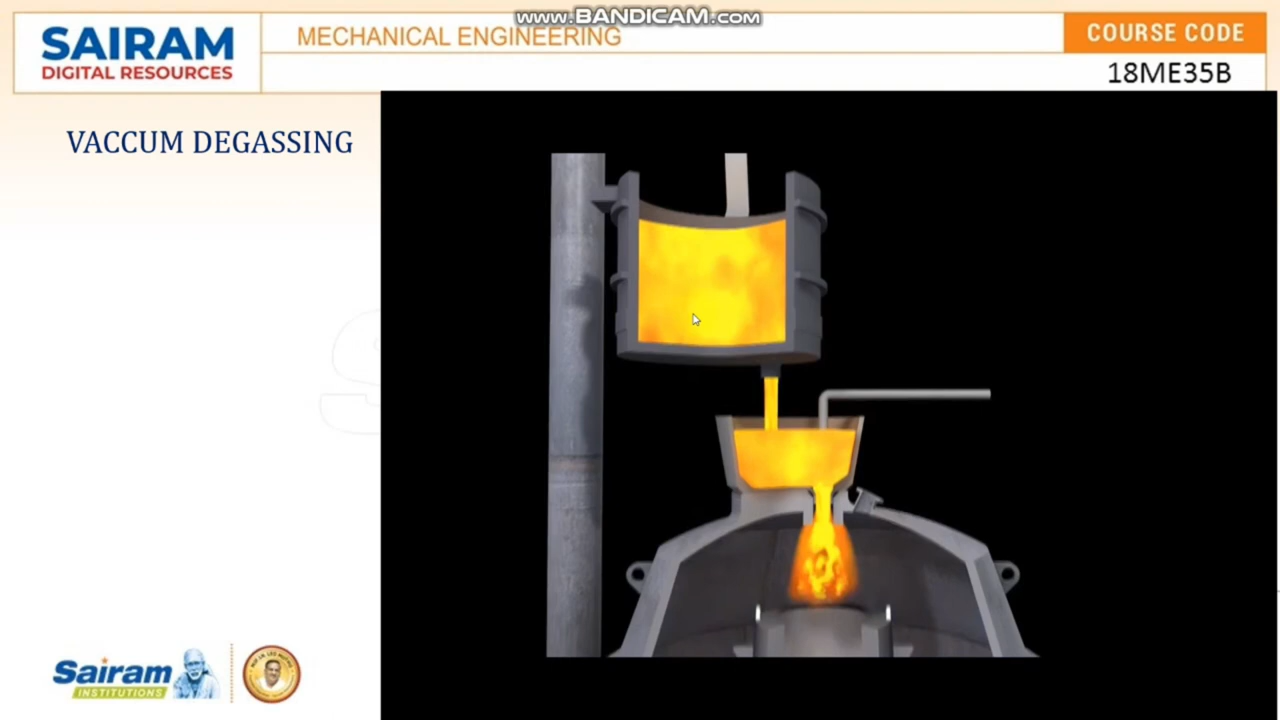 www.BANDICAM.com
SAIRAM
DIGITAL RESOURCES
MECHANICAL ENGINEERING
COURSE CODE
18ME35B
VACCUM DEGASSING
Sairam
INSTITUTIONS